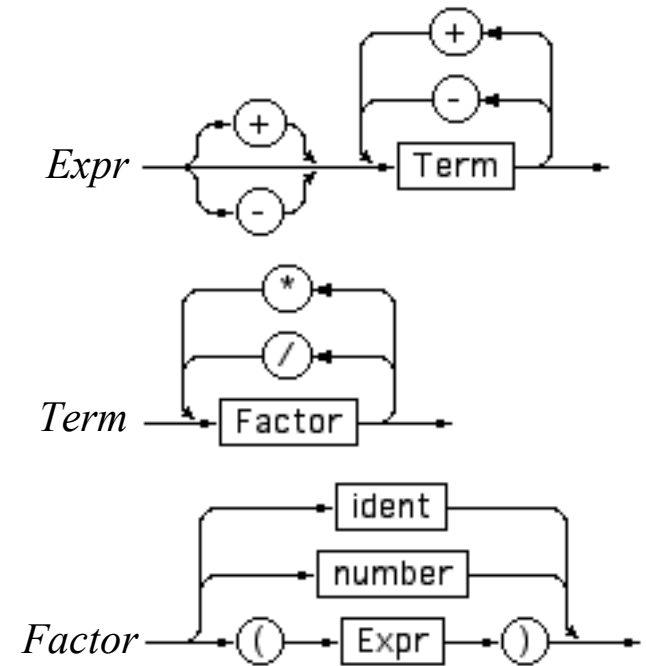 +
-
+
-
Expr Term
*
/
Term Factor
ident
number
Factor ( Expr )